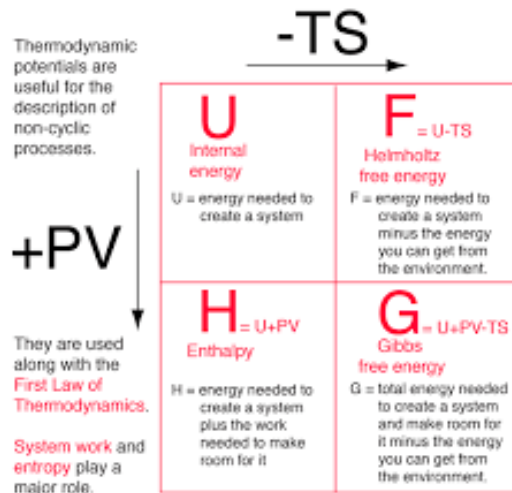 -TS
Thermodynamic
potentials are
useful for the
description of
non-cyclic
processes.
+PV
They are used
along with the
First Law of
Thermodynamics.
System work and
entropy play a
major role.
U
Internal
energy
U = energy needed to
create a system
F = U-TS
Helmholtz
free energy
F = energy needed to
create a system
minus the energy
you can get from
the environment.
H = U+PV
Enthalpy
H = energy needed to
create a system
plus the work
needed to make
room for it
G = U+PV-TS
Gibbs
free energy
G = total energy needed
to create a system
and make room for
it minus the energy
you can get from
the environment.